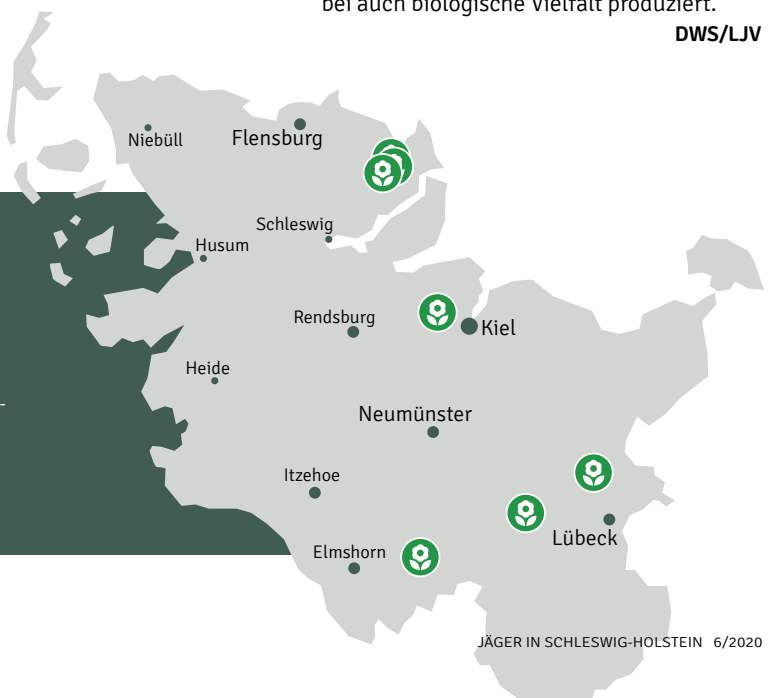 bei auch biologische Vielfalt produziert.
DWS/LJV
Niebüll
Flensburg
Schleswig
Husum
Rendsburg
Kiel
Heide
-
Neumünster
Itzehoe
Elmshorn
Lübeck
JÄGER IN SCHLESWIG-HOLSTEIN 6/2020